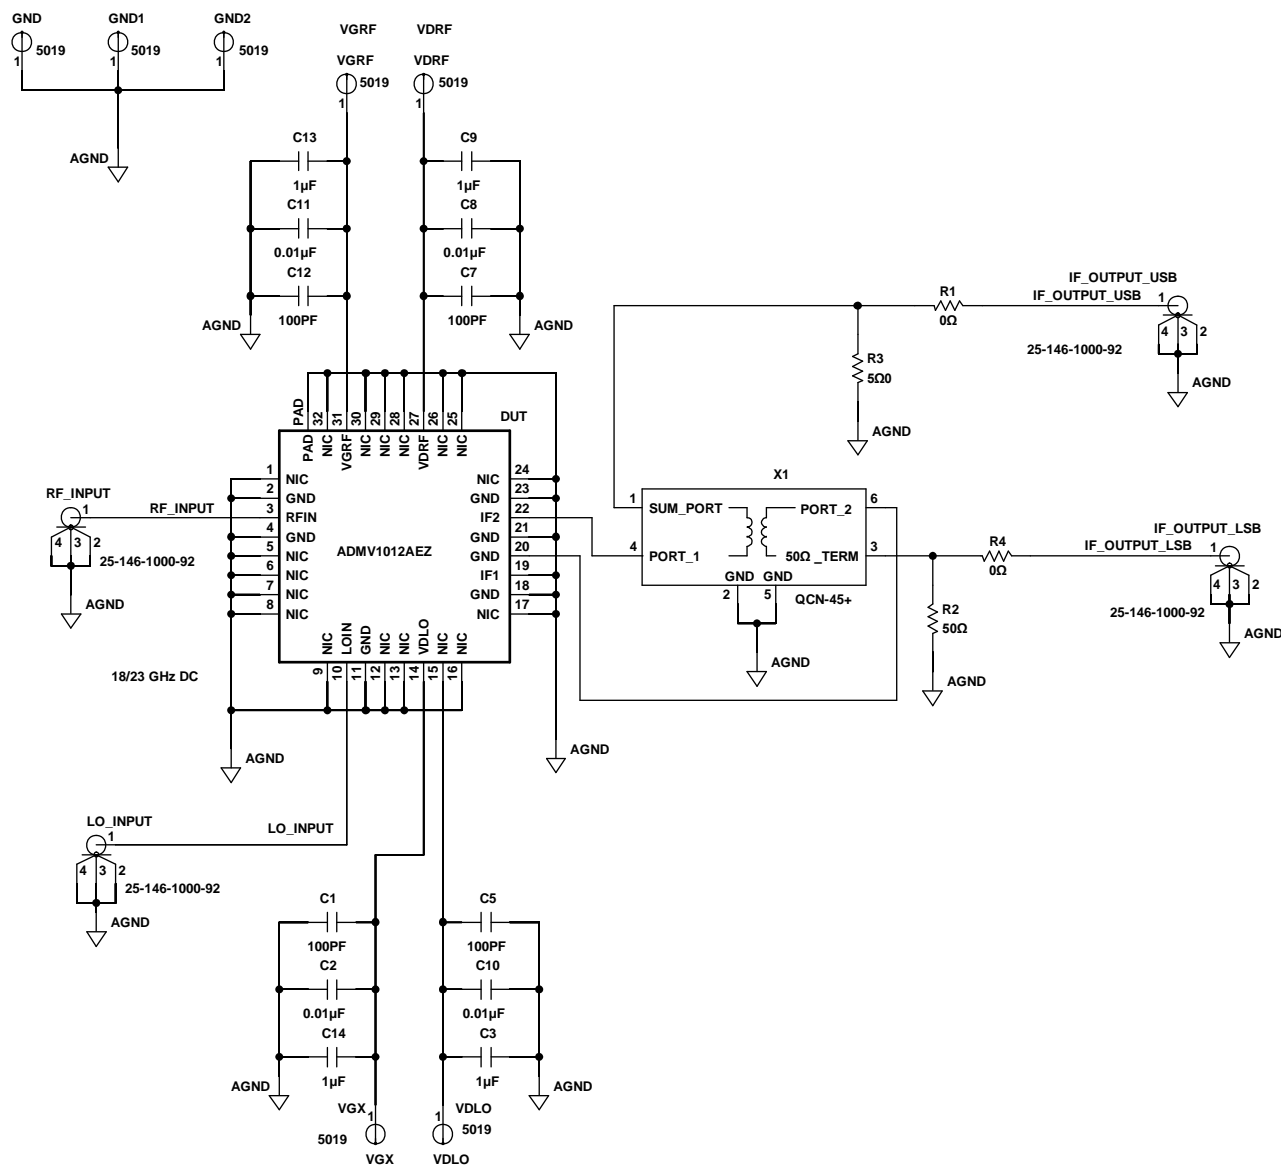 GND
GND1
GND2
5019
5019
5019
1
1
1
AGND
VGRF
VDRF
VGRF
VDRF
5019
5019
1
1
C13
1µF
C11
0.01µF
C12
100PF
AGND
C9
1µF
C8
0.01µF
C7
100PF
AGND
PAD
32
31
30
29
28
27
26
25
DUT
PAD
NIC
VGRF
NIC
NIC
NIC
VDRF
NIC
NIC
1
NIC
2
GND
3
RFIN
4
GND
5
NIC
6
NIC
7
NIC
8
NIC
ADMV1012AEZ
NIC
24
GND
23
IF2
22
GND
21
GND
20
IF1
19
GND
18
NIC
17
NIC
LOIN
GND
NIC
NIC
VDLO
NIC
NIC
9
10
11
12
13
14
15
16
RF_INPUT
1
RF_INPUT
4 3 2
25-146-1000-92
AGND
18/23 GHz DC
AGND
AGND
LO_INPUT
1
LO_INPUT
4 3 2
25-146-1000-92
AGND
C1
100PF
C2
0.01µF
C14
1µF
AGND
C5
100PF
C10
0.01µF
C3
1µF
AGND
VGX
1
5019
VGX
VDLO
1
5019
VDLO
X1
1
SUM_PORT
4
PORT_1
6
PORT_2
3
50Ω _TERM
GND GND
2
5
QCN-45+
AGND
R1
0Ω
R3
5Ω0
AGND
IF_OUTPUT_USB
IF_OUTPUT_USB
1
4 3 2
25-146-1000-92
AGND
R4
0Ω
R2
50Ω
AGND
IF_OUTPUT_LSB
IF_OUTPUT_LSB
1
4 3 2
25-146-1000-92
AGND